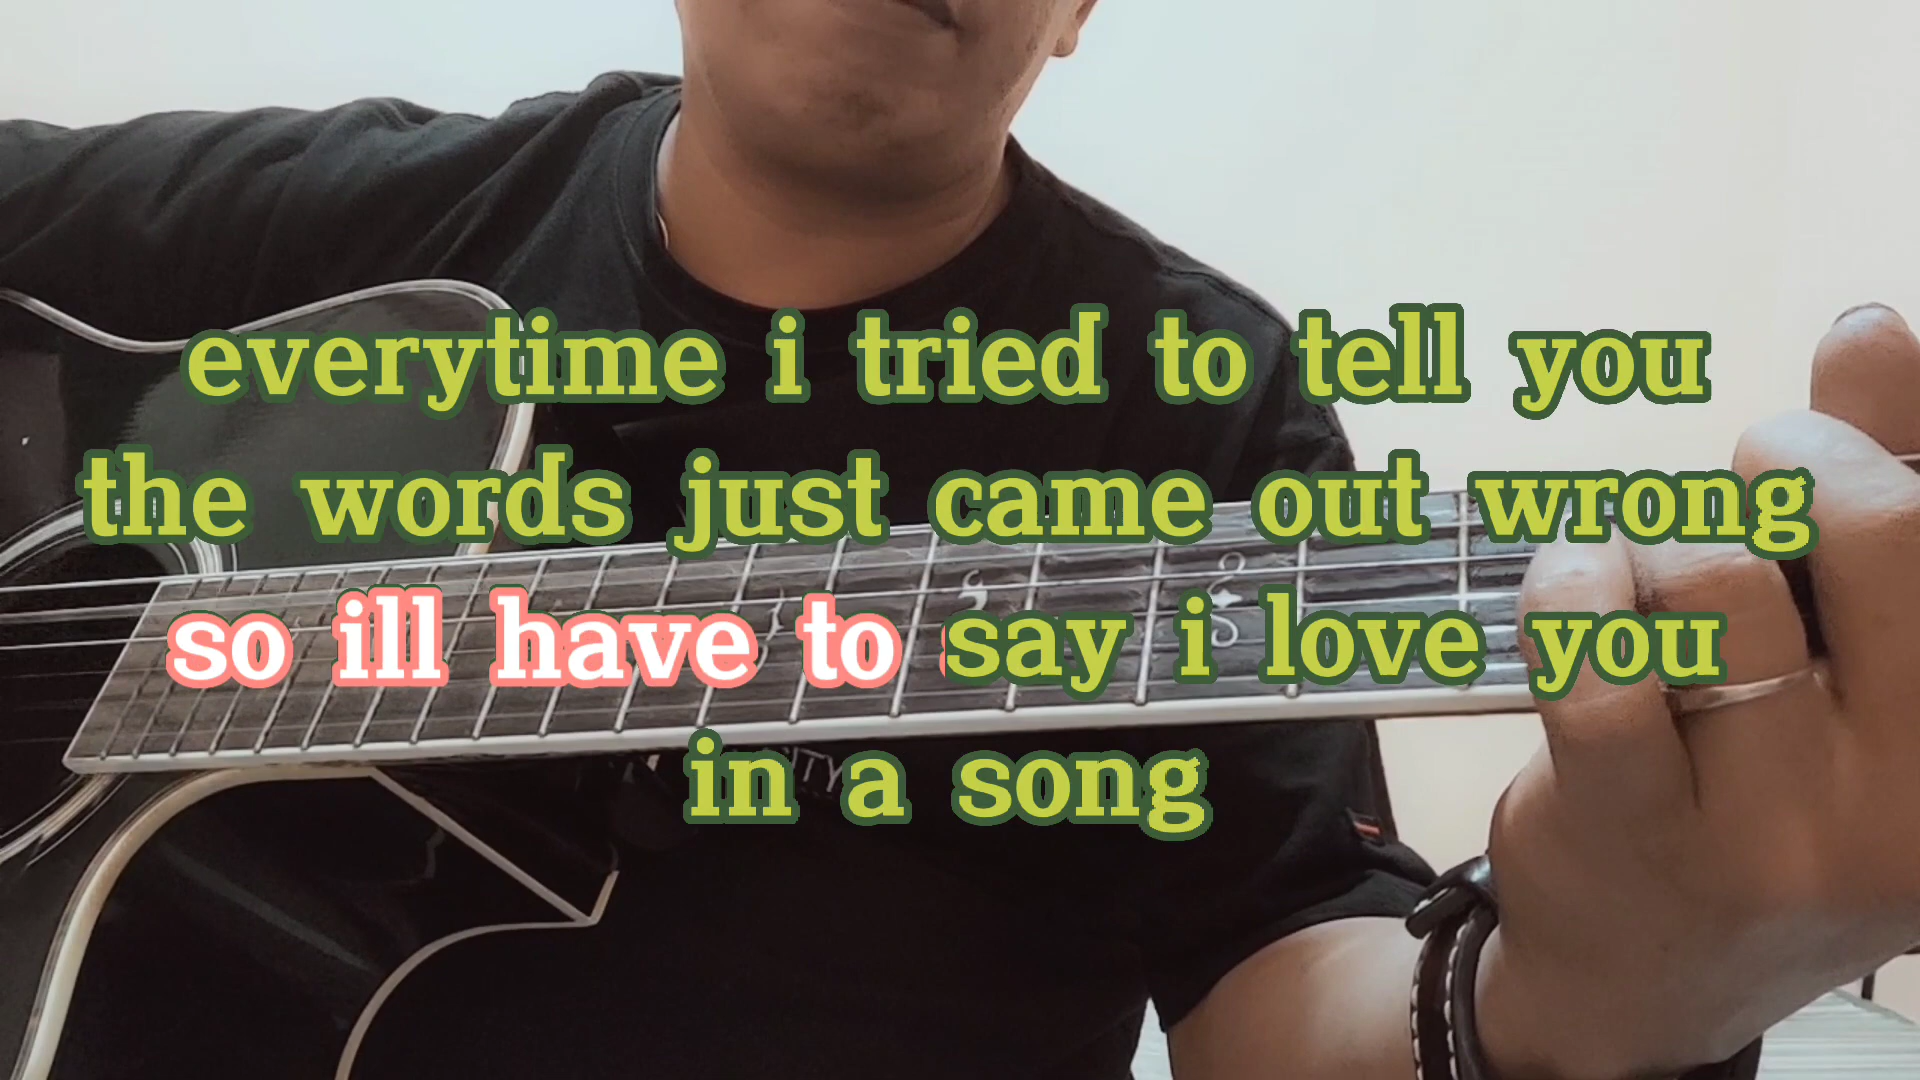 everytime i tried to tell you
the words just came out wrong
so ill have to say i love you
in a song